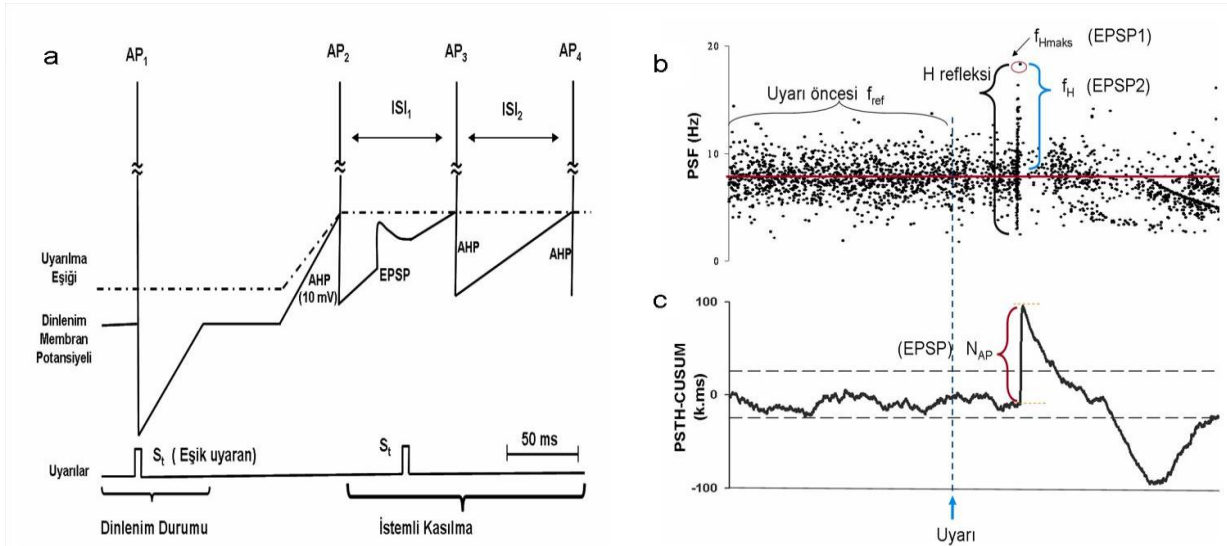 a
AP1
AP2
AP3
AP4
ISI1
ISI2
Uyarılma
Eşiği
AHP
(10 mV)
EPSP
AHP
AHP
Dinlenim
Membran
Potansiyeli
50 ms
St ( Eşik uyaran)
St
Uyarılar
Dinlenim Durumu
İstemli Kasılma
b
20
10
0
PSF (Hz)
Uyarı öncesi fref
H refleksi
fHmaks (EPSP1)
fH (EPSP2)
c
100
0
-100
PSTH-CUSUM
(k.ms)
(EPSP) NAP
Uyarı